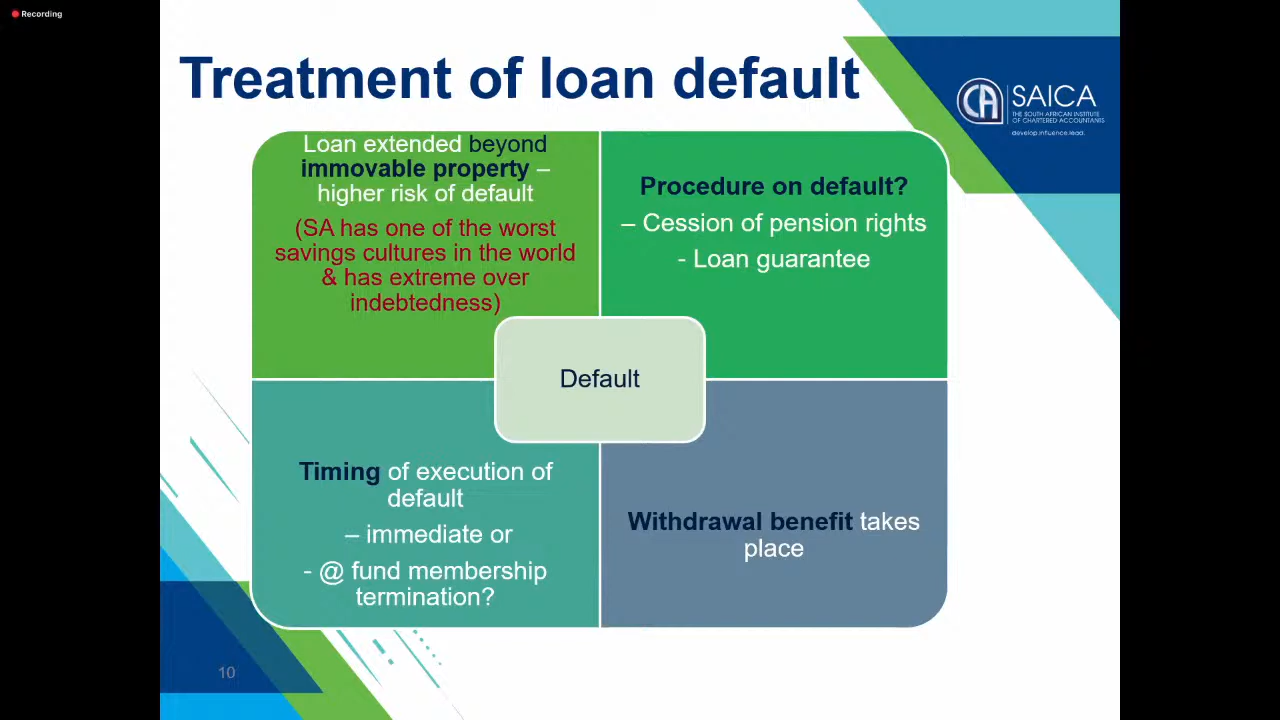 Recording
Treatment of loan default
SAICA
THE SOUTH AFRICAN INSTITUTE
OF CHARTERED ACCOUNTANTS
develop.influence.lead.
Loan extended beyond
immovable property –
higher risk of default
(SA has one of the worst
savings cultures in the world
& has extreme over
indebtedness)
Procedure on default?
– Cession of pension rights
- Loan guarantee
Default
Timing of execution of
default
– immediate or
- @ fund membership
termination?
Withdrawal benefit takes
place
10